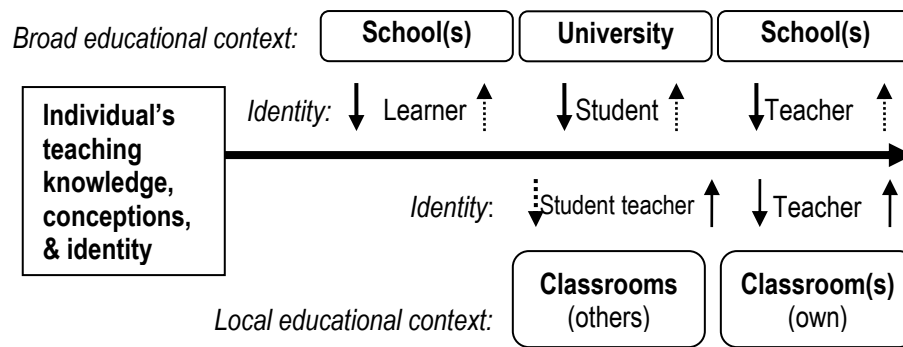 Broad educational context: School(s) University School(s)
Identity: Learner Student Teacher
Individual's
teaching
knowledge,
conceptions,
& identity
Identity: Student teacher Teacher
Classrooms Classroom(s)
(others) (own)
Local educational context: